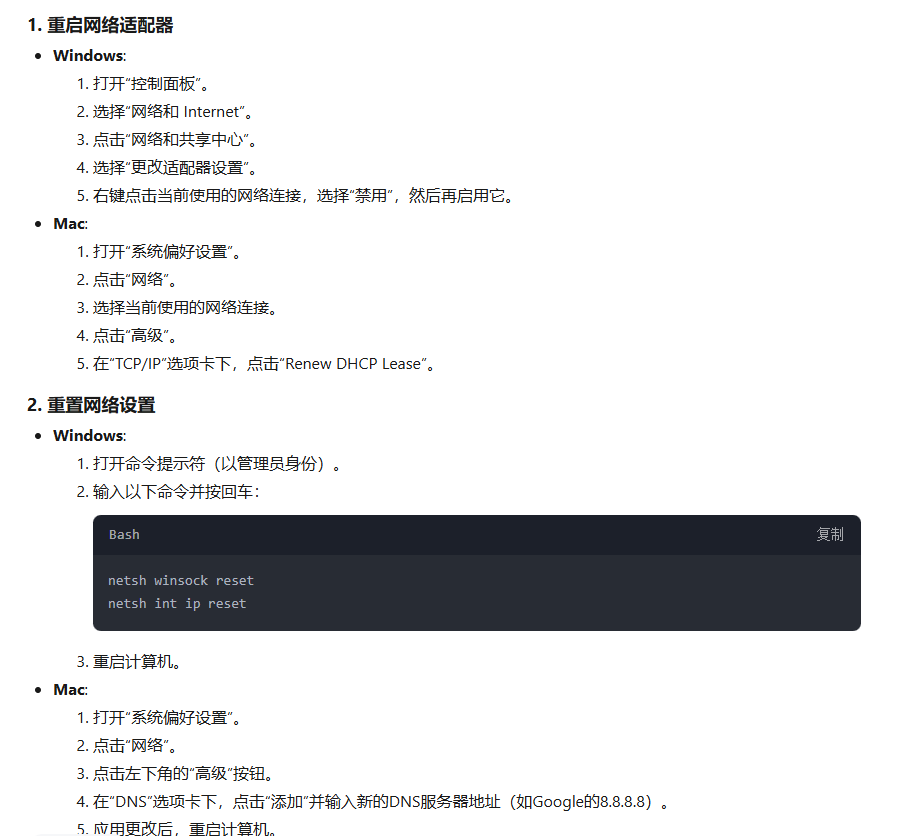 1. 重启网络适配器
• Windows:
1. 打开“控制面板”。
2. 选择“网络和 Internet”。
3. 点击“网络和共享中心”。
4. 选择“更改适配器设置”。
5. 右键点击当前使用的网络连接，选择“禁用”，然后再启用它。
• Mac:
1. 打开“系统偏好设置”。
2. 点击“网络”。
3. 选择当前使用的网络连接。
4. 点击“高级”。
5. 在“TCP/IP”选项卡下，点击“Renew DHCP Lease”。
2. 重置网络设置
• Windows:
1. 打开命令提示符（以管理员身份）。
2. 输入以下命令并按回车：
Bash 复制
netsh winsock reset
netsh int ip reset
3. 重启计算机。
• Mac:
1. 打开“系统偏好设置”。
2. 点击“网络”。
3. 点击左下角的“高级”按钮。
4. 在“DNS”选项卡下，点击“添加”并输入新的DNS服务器地址（如Google的8.8.8.8）。
5. 应用更改后，重启计算机。